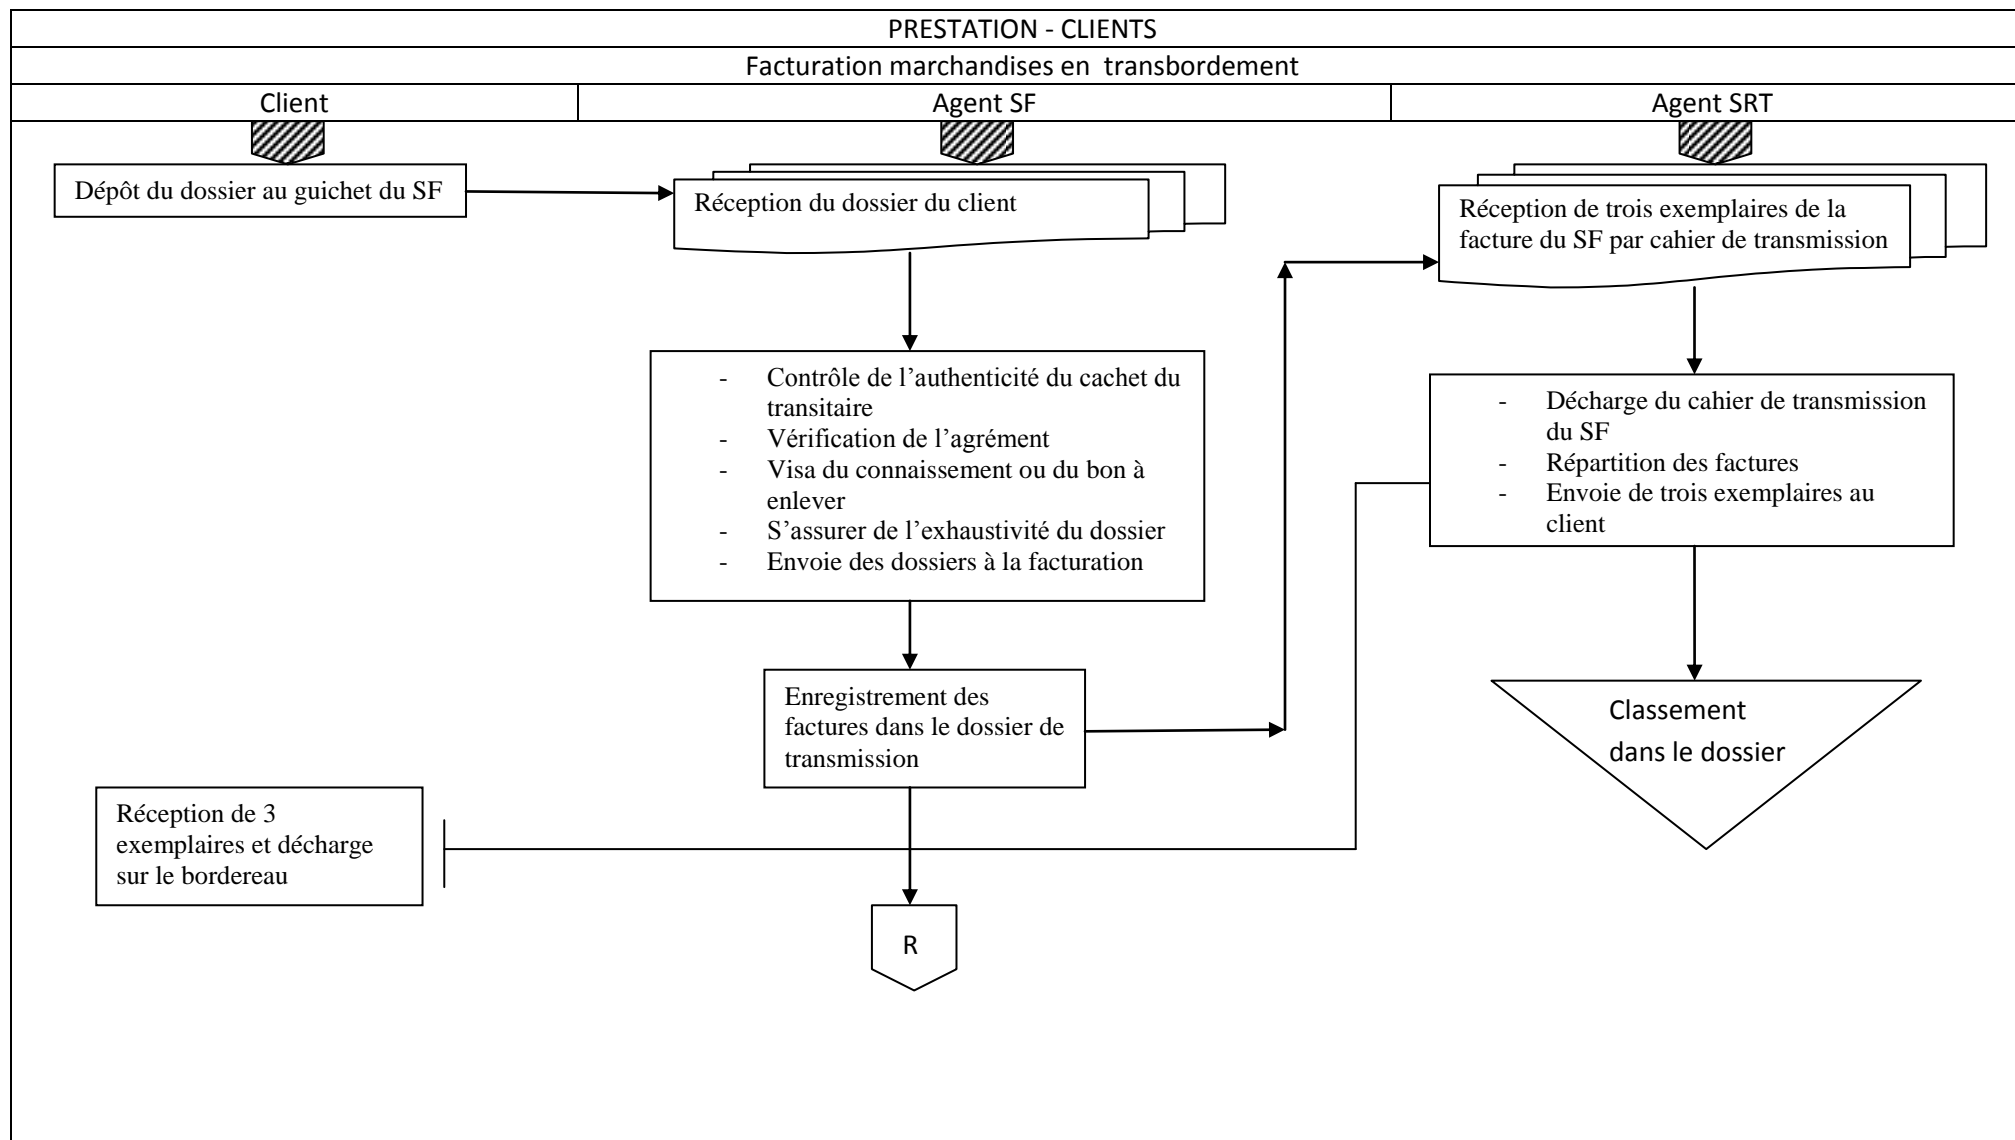 PRESTATION - CLIENTS
Facturation marchandises en transbordement
Client
Agent SF
Agent SRT
Dépôt du dossier au guichet du SF
Réception du dossier du client
Réception de trois exemplaires de la
facture du SF par cahier de transmission
- Contrôle de l’authenticité du cachet du
transitaire
- Vérification de l’agrément
- Visa du connaissement ou du bon à
enlever
- S’assurer de l’exhaustivité du dossier
- Envoie des dossiers à la facturation
- Décharge du cahier de transmission
du SF
- Répartition des factures
- Envoie de trois exemplaires au
client
Enregistrement des
factures dans le dossier de
transmission
Classement
dans le dossier
Réception de 3
exemplaires et décharge
sur le bordereau
R